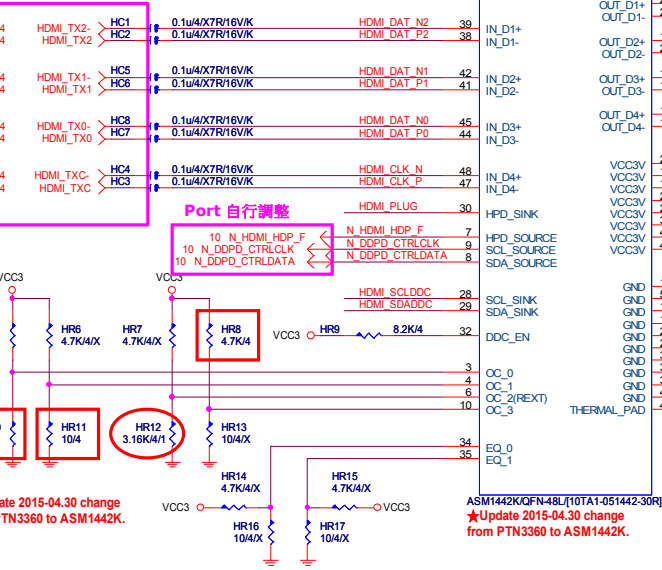 OUT_D1+
OUT_D1-
HDMI_TX2- HC1 0.1u/4/X7R/16V/K HDMI_DAT_N2 39 IN_D1+
HDMI_TX2 HC2 0.1u/4/X7R/16V/K HDMI_DAT_P2 38 IN_D1-
OUT_D2+
OUT_D2-
HDMI_TX1- HC5 0.1u/4/X7R/16V/K HDMI_DAT_N1 42 IN_D2+
HDMI_TX1 HC6 0.1u/4/X7R/16V/K HDMI_DAT_P1 41 IN_D2-
OUT_D3+
OUT_D3-
HDMI_TX0- HC8 0.1u/4/X7R/16V/K HDMI_DAT_N0 45 IN_D3+
HDMI_TX0 HC7 0.1u/4/X7R/16V/K HDMI_DAT_P0 44 IN_D3-
OUT_D4+
OUT_D4-
HDMI_TXC- HC4 0.1u/4/X7R/16V/K HDMI_CLK_N 48 IN_D4+
HDMI_TXC HC3 0.1u/4/X7R/16V/K HDMI_CLK_P 47 IN_D4-
VCC3V
VCC3V
VCC3V
VCC3V
VCC3V
VCC3V
VCC3V
VCC3V
Port 自行調整
HDMI_PLUG 30 HPD_SINK
10 N_HDMI_HDP_F N_HDMI_HDP_F 7 HPD_SOURCE
10 N_DDPD_CTRLCLK N_DDPD_CTRLCLK 9 SCL_SOURCE
10 N_DDPD_CTRLDATA N_DDPD_CTRLDATA 8 SDA_SOURCE
VCC3 VCC3
HDMI_SCLDDC 28 SCL_SINK
HDMI_SDADDC 29 SDA_SINK
GND
GND
GND
GND
GND
GND
GND
GND
GND
GND
THERMAL_PAD
HR6 HR7 HR8
4.7K/4/X 4.7K/4/X 4.7K/4
VCC3 HR9 8.2K/4 32 DDC_EN
3 OC_0
4 OC_1
6 OC_2(REXT)
10 OC_3
HR11 HR12 HR13
10/4 3.16K/4/1 10/4/X
34 EQ_0
35 EQ_1
HR14 HR15
4.7K/4/X 4.7K/4/X
VCC3 VCC3
HR16 HR17
10/4/X 10/4/X
ate 2015-04.30 change
PTN3360 to ASM1442K.
ASM1442K/QFN-48L/[10TA1-051442-30R]
★Update 2015-04.30 change
from PTN3360 to ASM1442K.